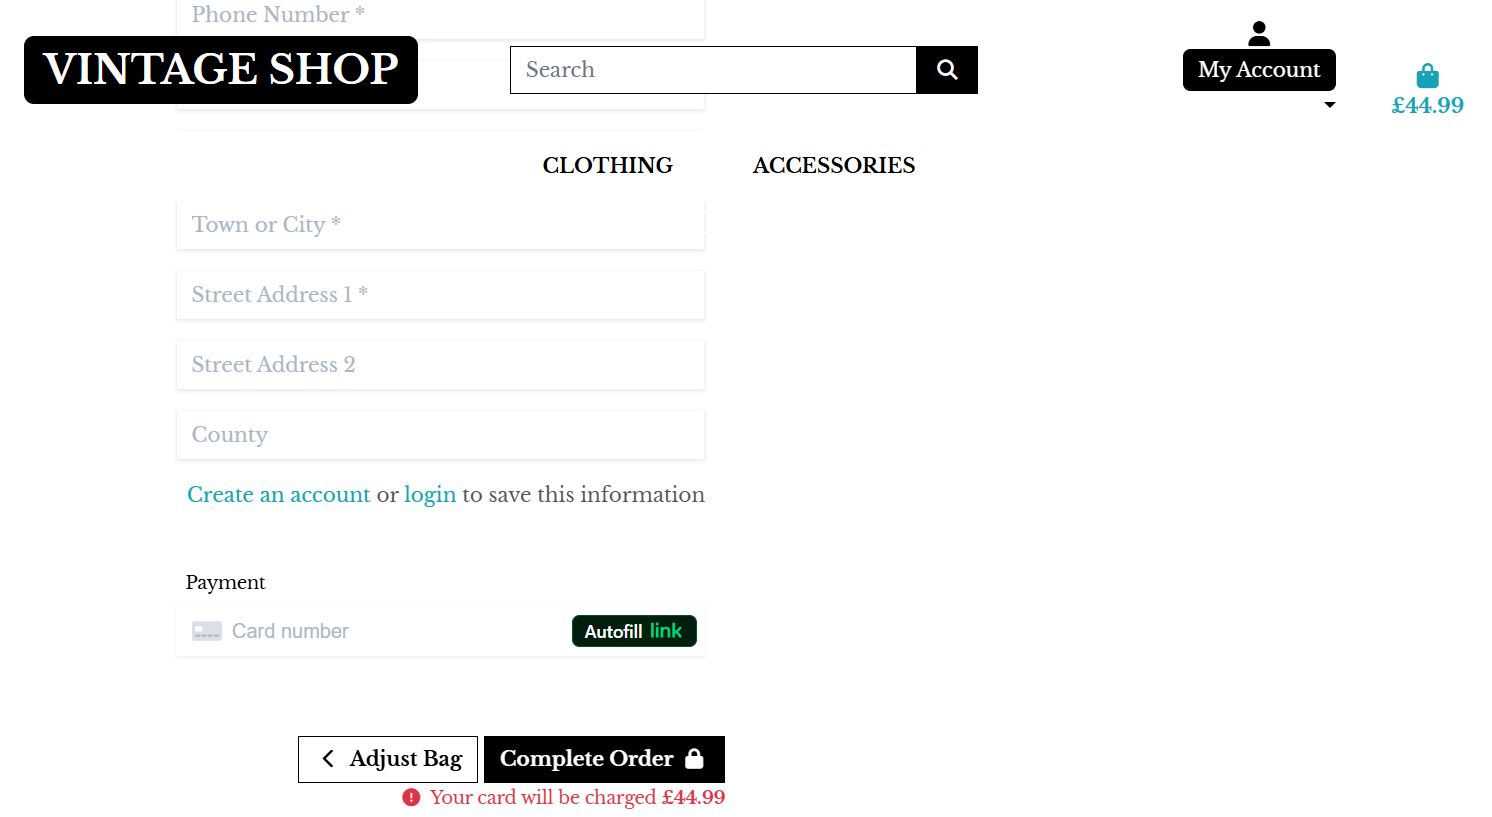 Phone Number *
VINTAGE SHOP
Search
My Account
£44.99
CLOTHING
ACCESSORIES
Town or City *
Street Address 1 *
Street Address 2
County
Create an account or login to save this information
Payment
Card number
Autofill link
Adjust Bag
Complete Order
Your card will be charged £44.99